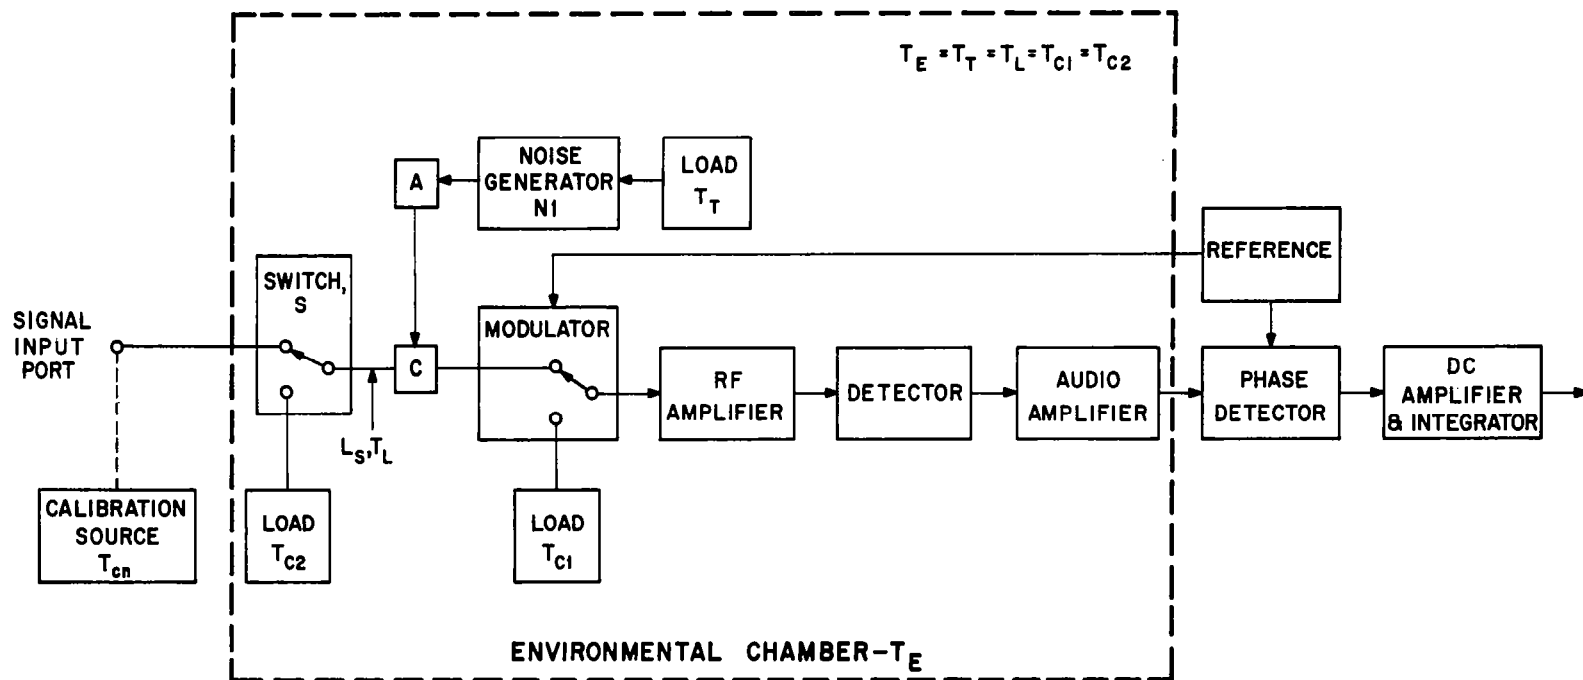 T_E = T_T = T_L = T_C1 = T_C2
NOISE
GENERATOR
N1
LOAD
T_T
A
REFERENCE
SWITCH,
S
SIGNAL
INPUT
PORT
C
MODULATOR
RF
AMPLIFIER
DETECTOR
AUDIO
AMPLIFIER
PHASE
DETECTOR
DC
AMPLIFIER
& INTEGRATOR
L_S, T_L
CALIBRATION
SOURCE
T_cn
LOAD
T_C2
LOAD
T_C1
ENVIRONMENTAL CHAMBER-T_E